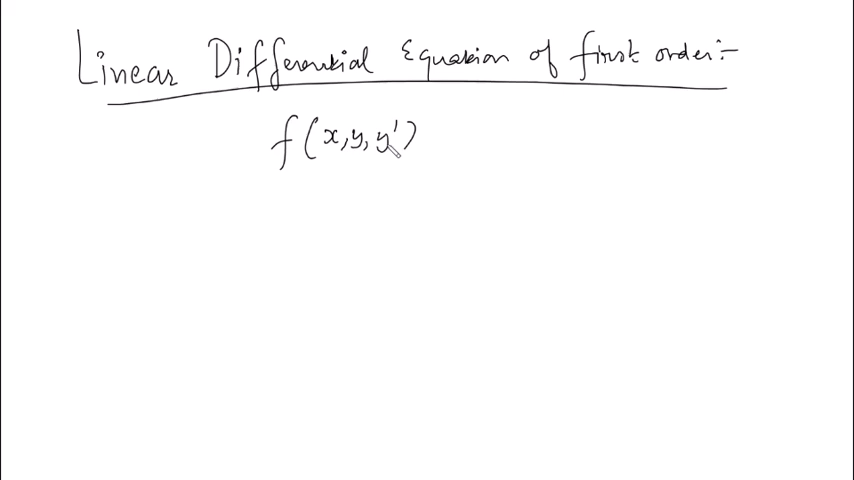 Linear Differential Equation of first order:-
f(x,y,y')